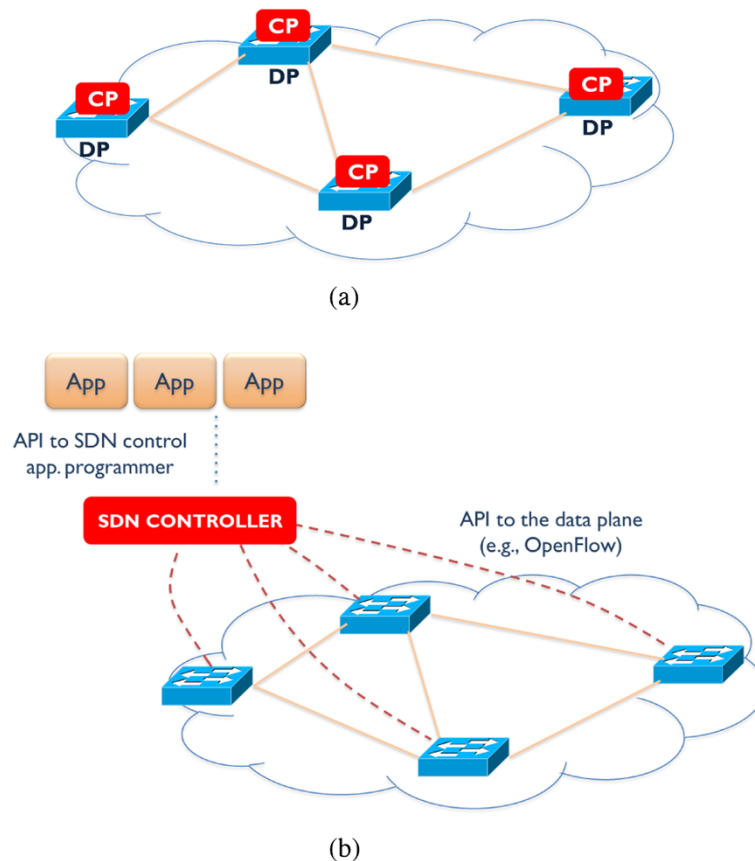 CP
DP
CP
DP
CP
DP
CP
DP
(a)
App App App
API to SDN control
app. programmer
SDN CONTROLLER
API to the data plane
(e.g., OpenFlow)
(b)